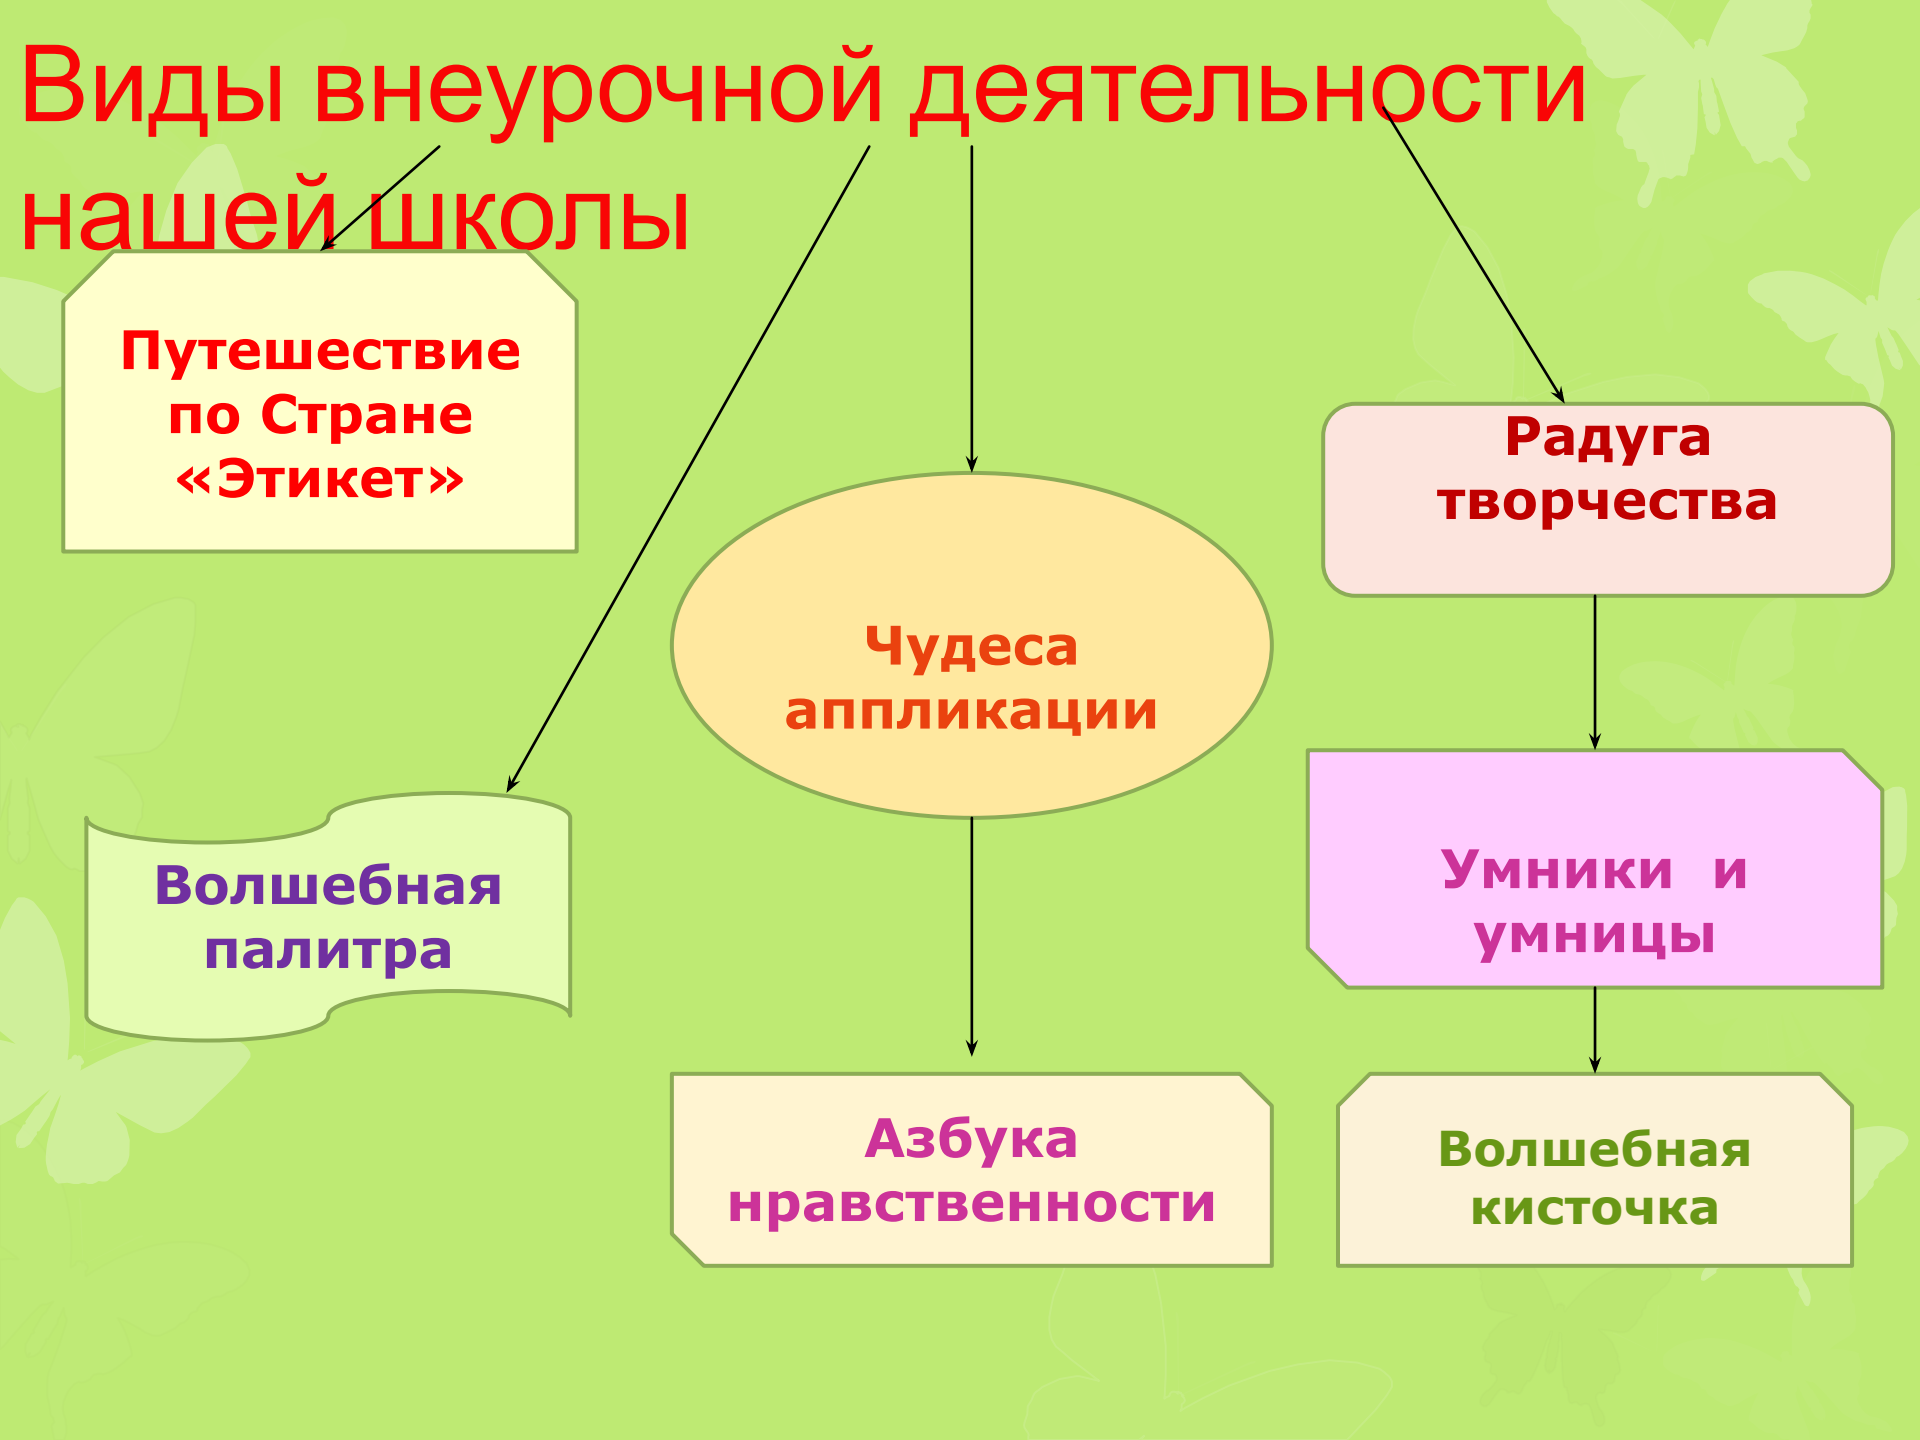 Виды внеурочной деятельности
нашей школы
Путешествие
по Стране
«Этикет»
Радуга
творчества
Чудеса
аппликации
Волшебная
палитра
Умники  и
умницы
Азбука
нравственности
Волшебная
кисточка